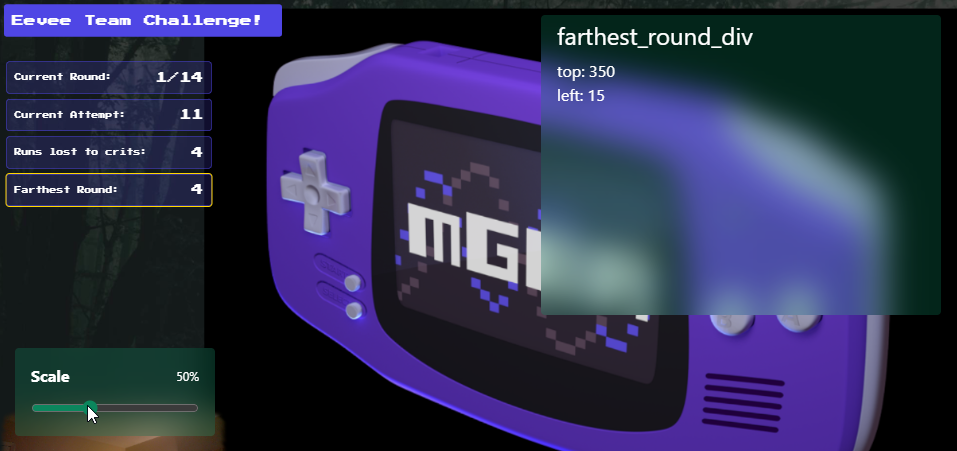 Eevee Team Challenge!
Current Round: 1/14
Current Attempt: 11
Runs lost to crits: 4
Farthest Round: 4
farthest_round_div
top: 350
left: 15
Scale 50%